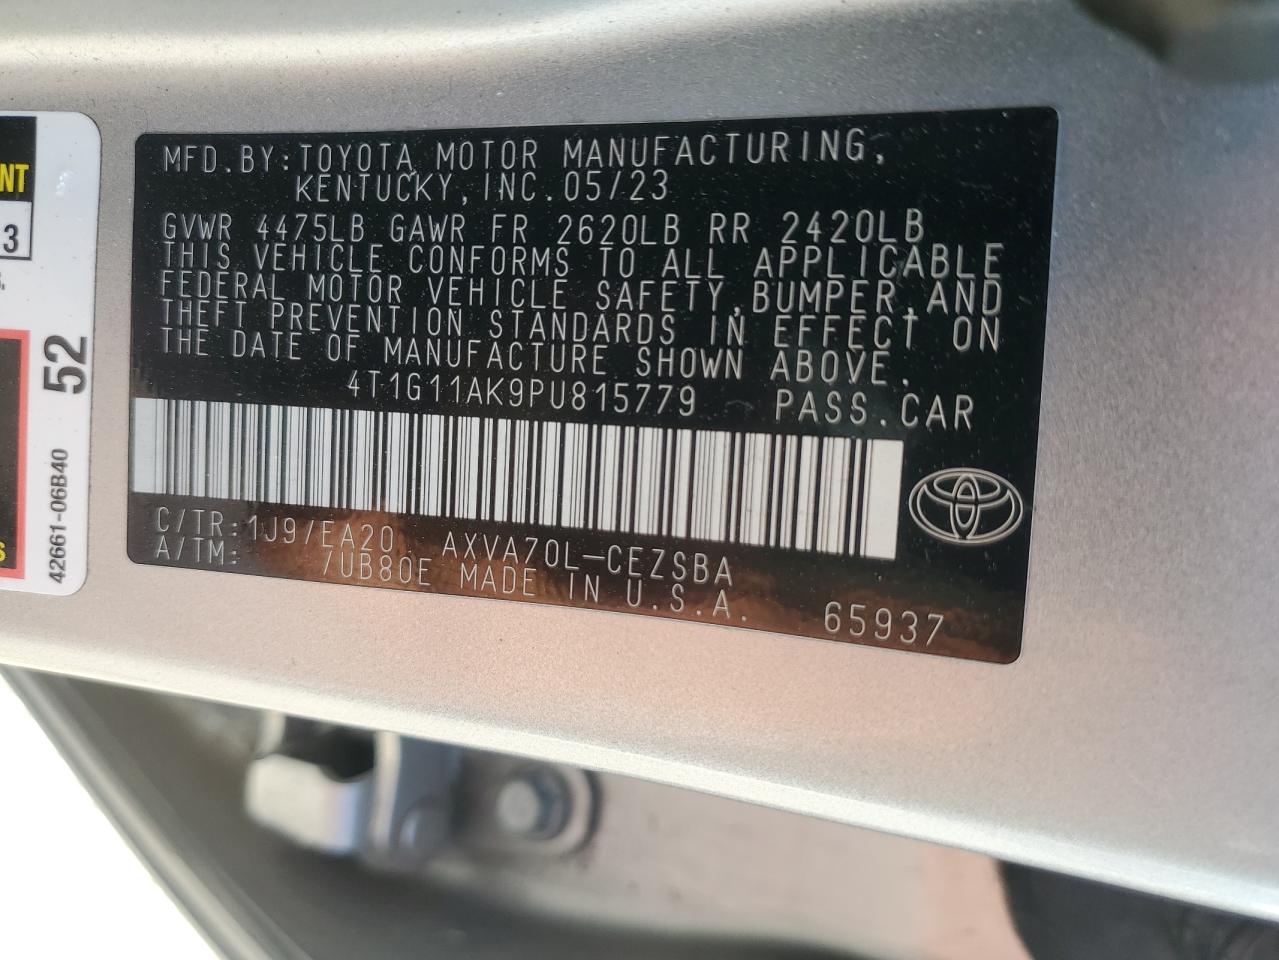 MFD.BY:TOYOTA MOTOR MANUFACTURING,
KENTUCKY,INC.05/23
GVWR 4475LB GAWR FR 2620LB RR 2420LB
THIS VEHICLE CONFORMS TO ALL APPLICABLE
FEDERAL MOTOR VEHICLE SAFETY,BUMPER,AND
THEFT PREVENTION STANDARDS IN EFFECT ON
THE DATE OF MANUFACTURE SHOWN ABOVE.
4T1G11AK9PU815779 PASS.CAR
C/TR:1J9/EA20 AXVA70L-CEZSBA
A/TM: 7UB80E MADE IN U.S.A. 65937
NT
3
52
42661-06B40
S